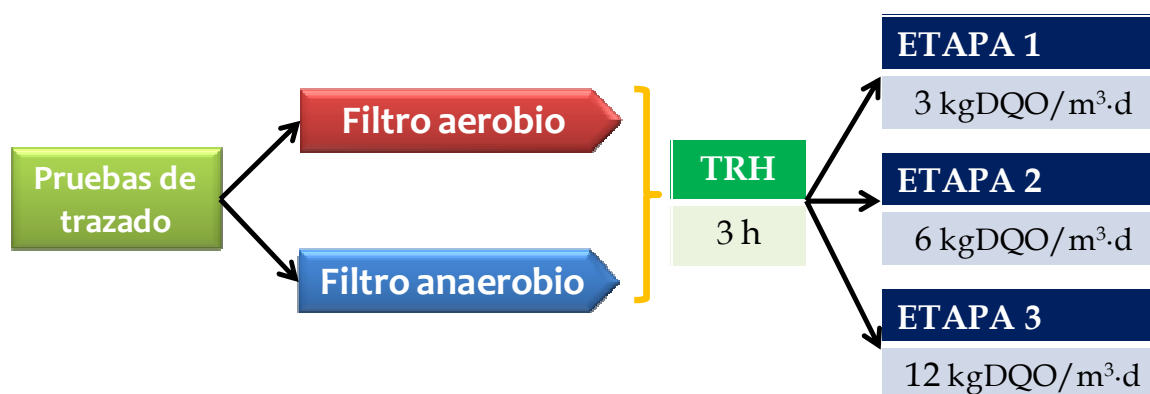 Pruebas de
trazado
Filtro aerobio
Filtro anaerobio
TRH
3 h
ETAPA 1
3 kgDQO/m³·d
ETAPA 2
6 kgDQO/m³·d
ETAPA 3
12 kgDQO/m³·d